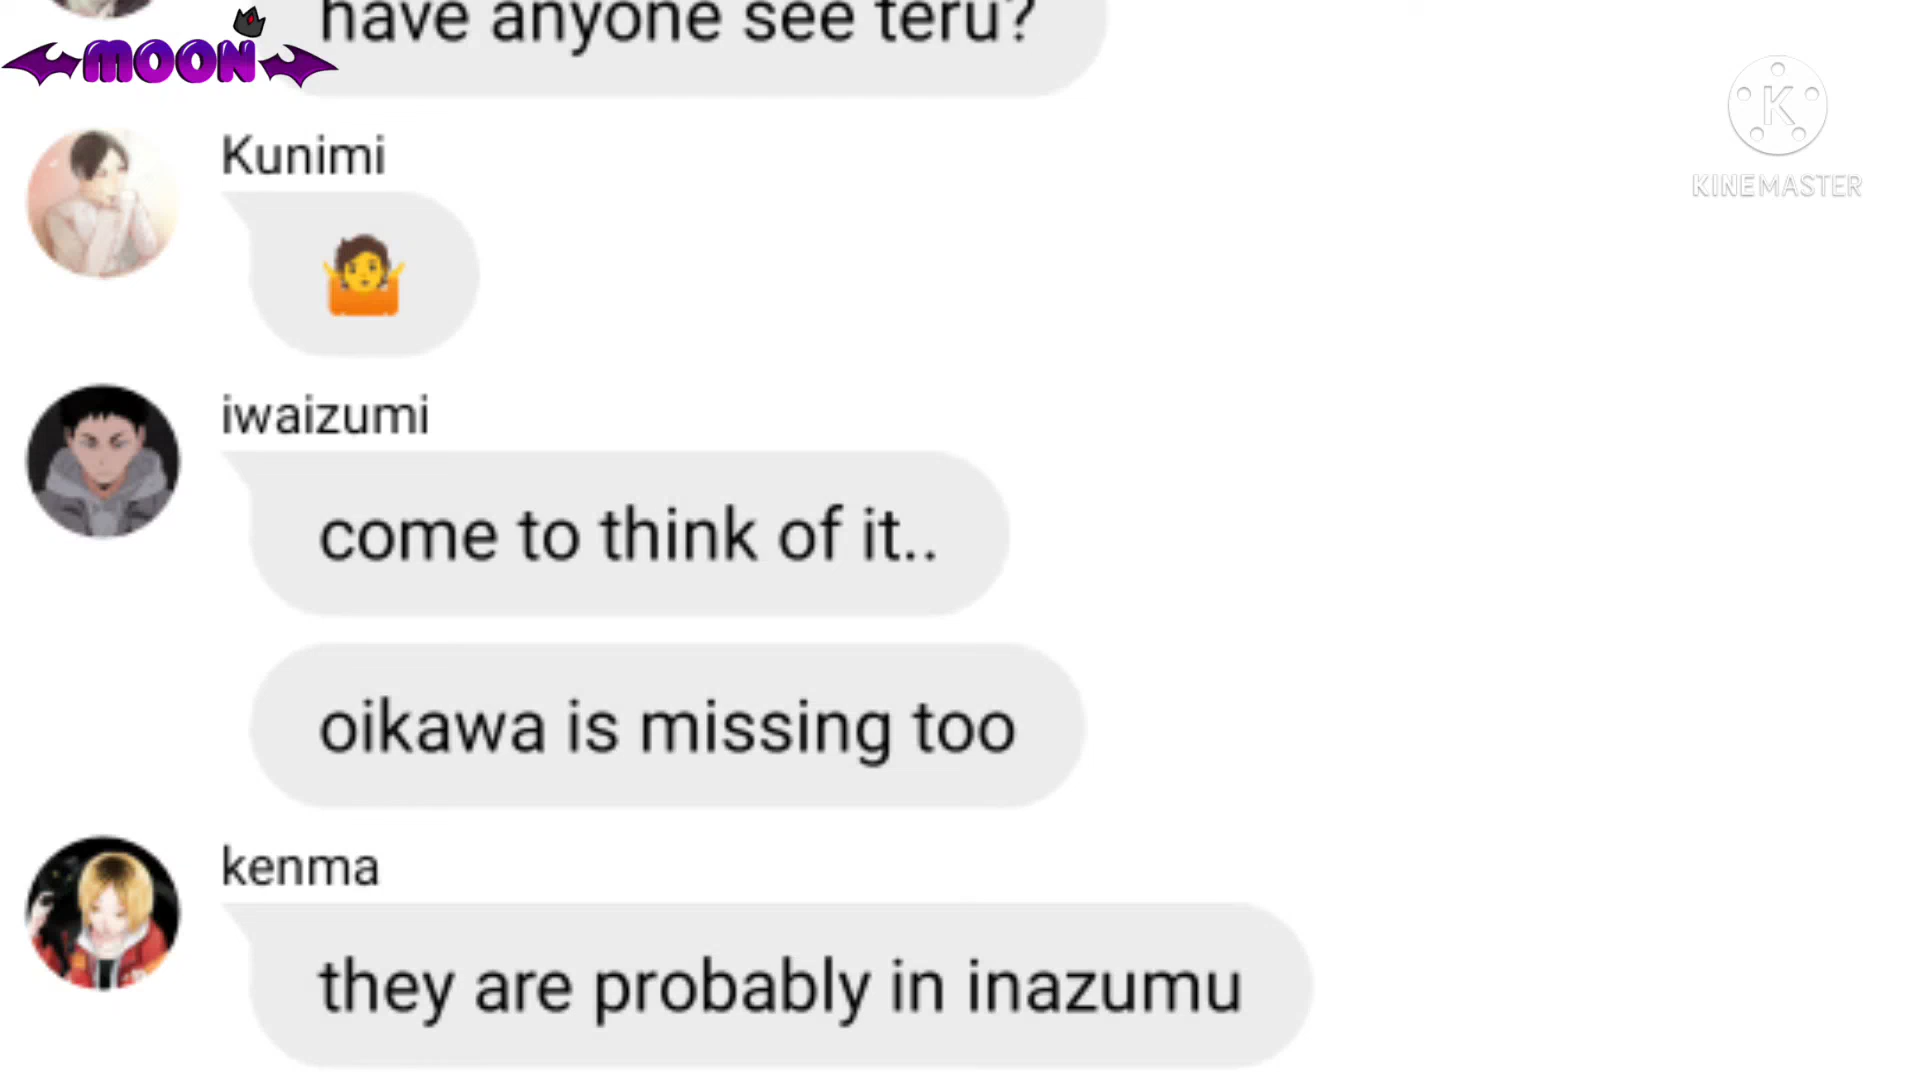 have anyone see teru?
MOON
K
KINEMASTER
Kunimi
🤷
iwaizumi
come to think of it..
oikawa is missing too
kenma
they are probably in inazumu